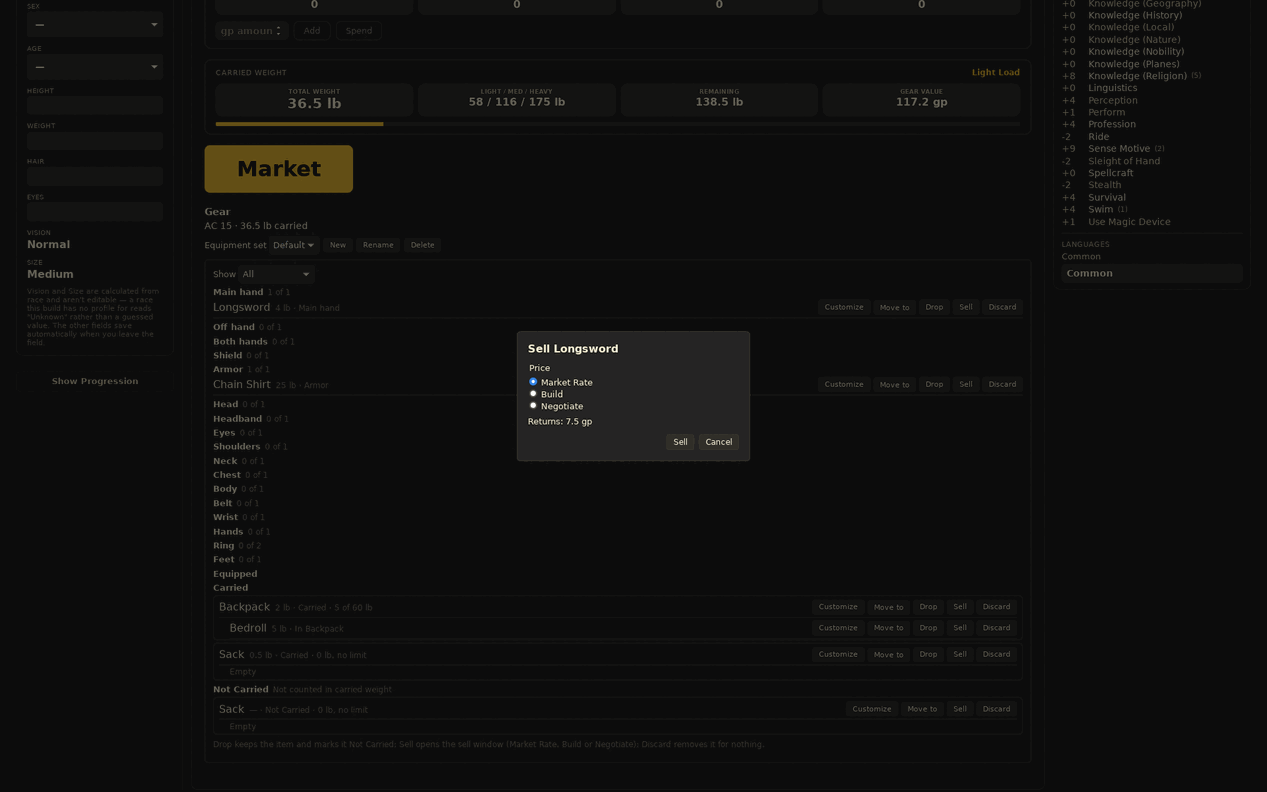 SEX
—
AGE
—
HEIGHT
WEIGHT
HAIR
EYES
VISION
Normal
SIZE
Medium
Vision and Size are calculated from
race and aren't editable — a race
this build has no profile for reads
"Unknown" rather than a guessed
value. The other fields save
automatically when you leave the
field.
Show Progression
0 0 0 0
gp amoun Add Spend
CARRIED WEIGHT Light Load
TOTAL WEIGHT
36.5 lb
LIGHT / MED / HEAVY
58 / 116 / 175 lb
REMAINING
138.5 lb
GEAR VALUE
117.2 gp
Market
Gear
AC 15 · 36.5 lb carried
Equipment set Default New Rename Delete
Show All
Main hand 1 of 1
Longsword 4 lb · Main hand Customize Move to Drop Sell Discard
Off hand 0 of 1
Both hands 0 of 1
Shield 0 of 1
Armor 1 of 1
Chain Shirt 25 lb · Armor Customize Move to Drop Sell Discard
Head 0 of 1
Headband 0 of 1
Eyes 0 of 1
Shoulders 0 of 1
Neck 0 of 1
Chest 0 of 1
Body 0 of 1
Belt 0 of 1
Wrist 0 of 1
Hands 0 of 1
Ring 0 of 2
Feet 0 of 1
Equipped
Carried
Backpack 2 lb · Carried · 5 of 60 lb Customize Move to Drop Sell Discard
Bedroll 5 lb · In Backpack Customize Move to Drop Sell Discard
Sack 0.5 lb · Carried · 0 lb, no limit Customize Move to Drop Sell Discard
Empty
Not Carried Not counted in carried weight
Sack — · Not Carried · 0 lb, no limit Customize Move to Sell Discard
Empty
Drop keeps the item and marks it Not Carried; Sell opens the sell window (Market Rate, Build or Negotiate); Discard removes it for nothing.
Sell Longsword
Price
Market Rate
Build
Negotiate
Returns: 7.5 gp
Sell Cancel
+0 Knowledge (Geography)
+0 Knowledge (History)
+0 Knowledge (Local)
+0 Knowledge (Nature)
+0 Knowledge (Nobility)
+0 Knowledge (Planes)
+8 Knowledge (Religion) (5)
+0 Linguistics
+4 Perception
+1 Perform
+4 Profession
-2 Ride
+9 Sense Motive (2)
-2 Sleight of Hand
+0 Spellcraft
-2 Stealth
+4 Survival
+4 Swim (1)
+1 Use Magic Device
LANGUAGES
Common
Common